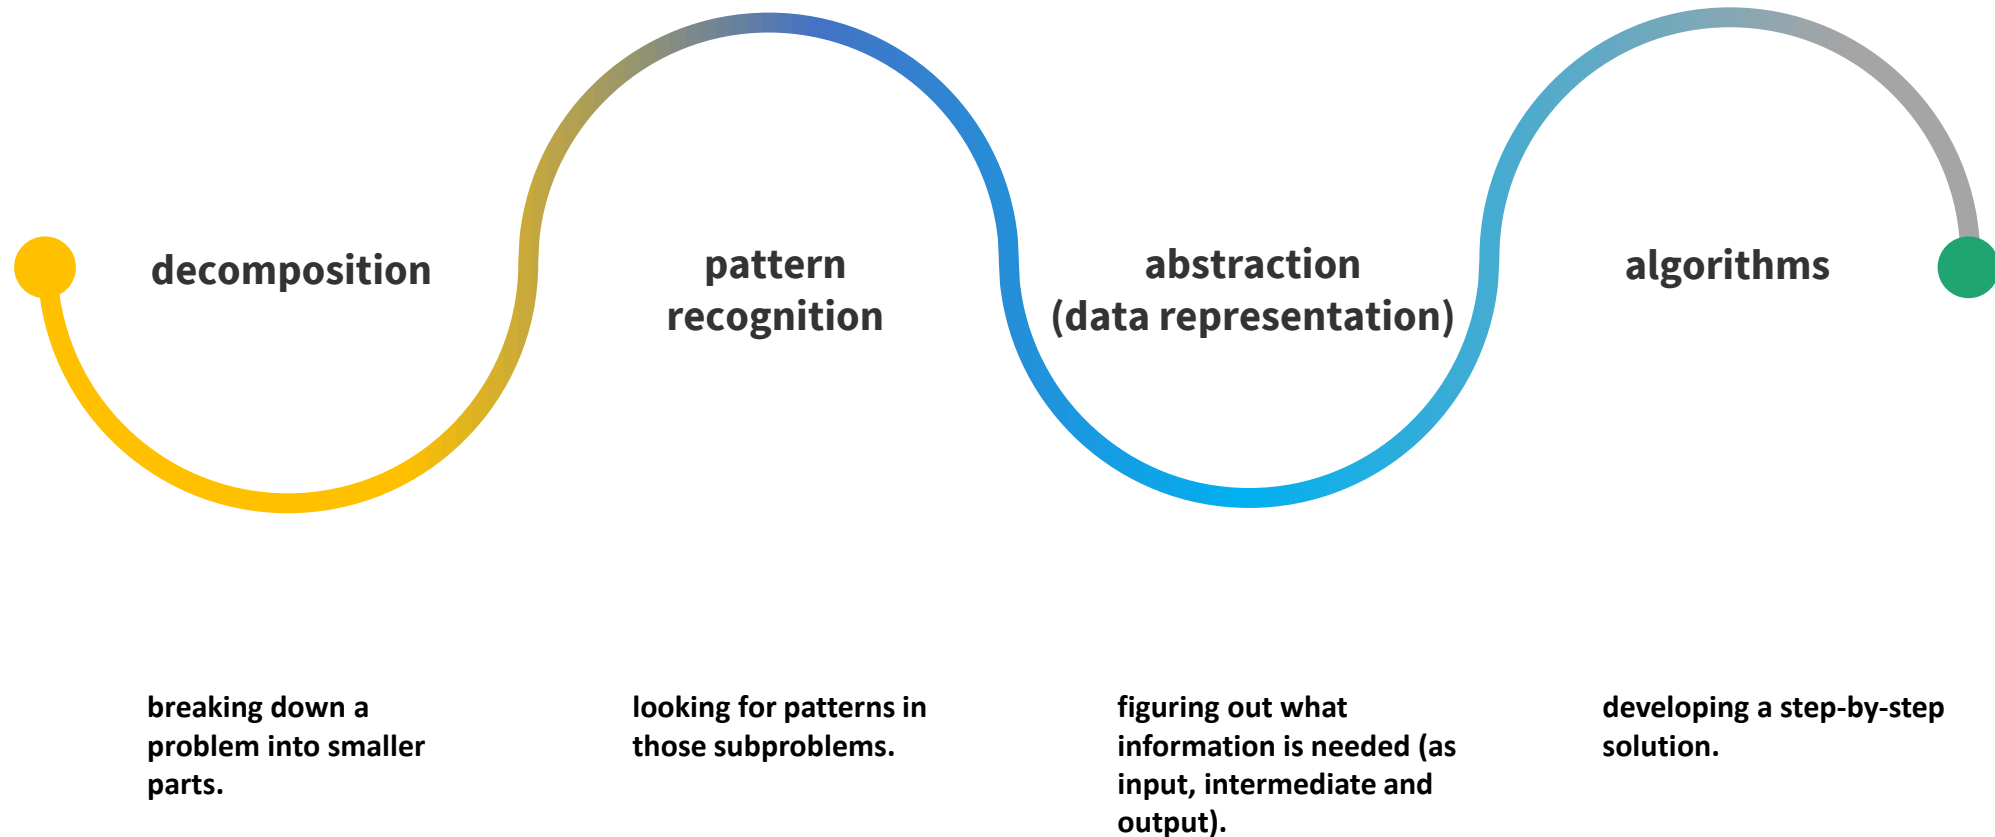 decomposition
pattern
recognition
abstraction
(data representation)
algorithms
breaking down a
problem into smaller
parts.
looking for patterns in
those subproblems.
figuring out what
information is needed (as
input, intermediate and
output).
developing a step-by-step
solution.